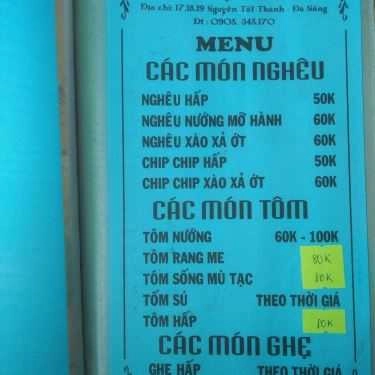 Địa chỉ: 17,18,19 Nguyễn Tất Thành - Đà Nẵng
Đt : 0905. 345.170
MENU
CÁC MÓN NGHÊU
NGHÊU HẤP 50K
NGHÊU NƯỚNG MỠ HÀNH 60K
NGHÊU XÀO XẢ ỚT 60K
CHIP CHIP HẤP 50K
CHIP CHIP XÀO XẢ ỚT 60K
CÁC MÓN TÔM
TÔM NƯỚNG 60K - 100K
TÔM RANG ME 80K
TÔM SỐNG MÙ TẠC 80K
TÔM SÚ THEO THỜI GIÁ
TÔM HẤP 80K
CÁC MÓN GHẸ
GHẸ HẤP THEO THỜI GIÁ